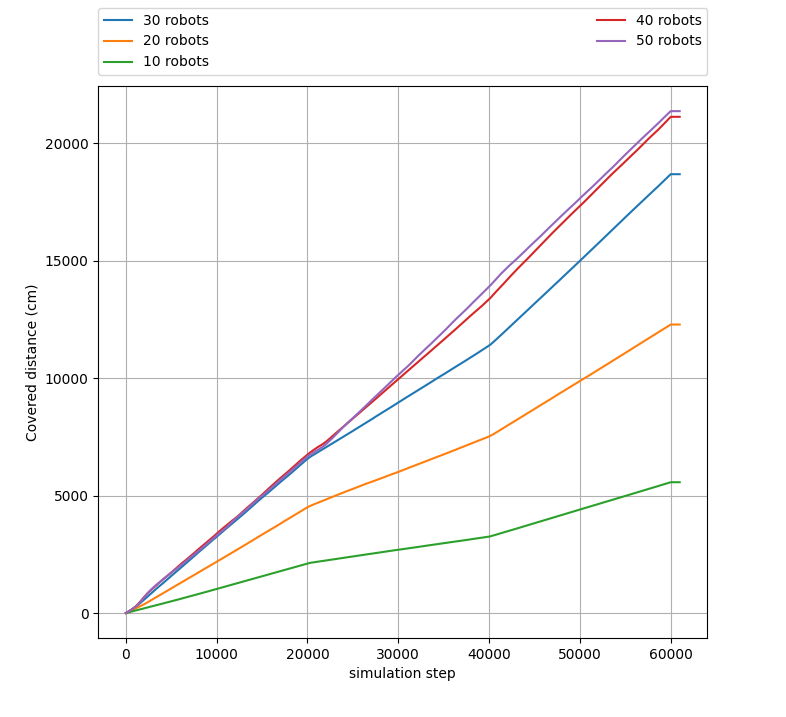 30 robots
20 robots
10 robots
40 robots
50 robots
20000
15000
10000
5000
0
Covered distance (cm)
0 10000 20000 30000 40000 50000 60000
simulation step